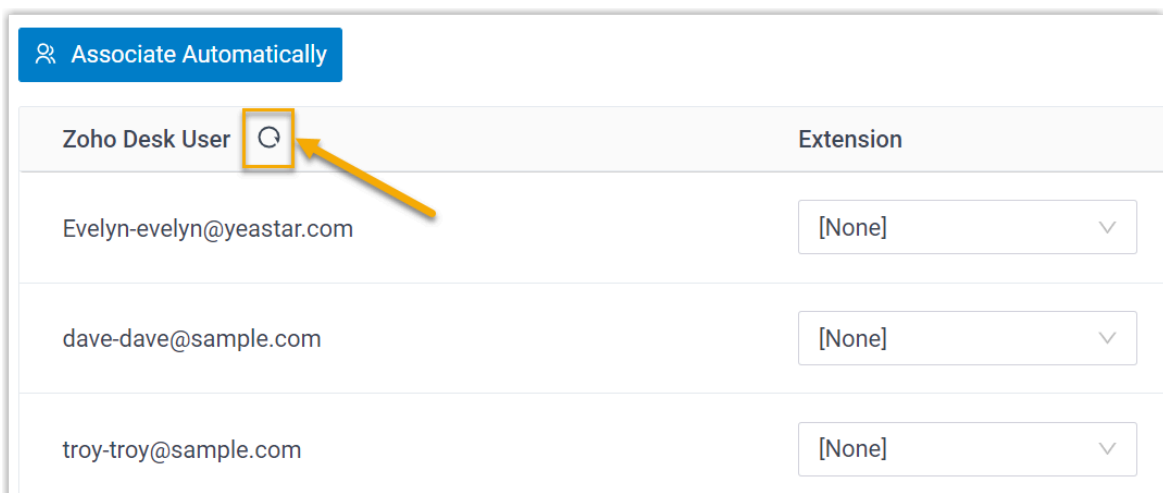 Associate Automatically
Zoho Desk User Extension
Evelyn-evelyn@yeastar.com [None]
dave-dave@sample.com [None]
troy-troy@sample.com [None]